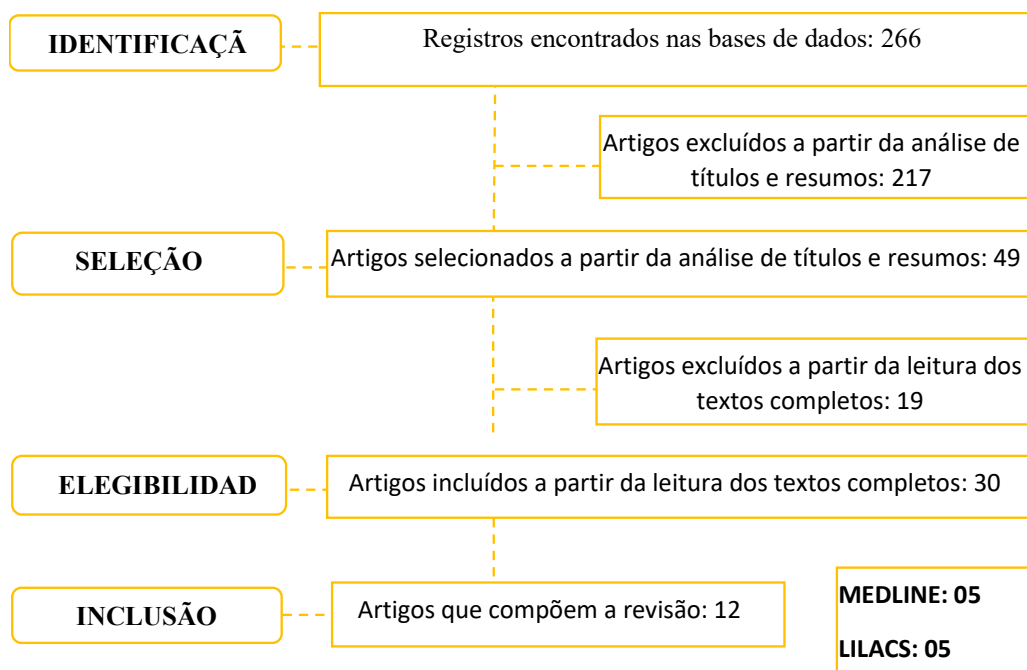 IDENTIFICAÇÃ
Registros encontrados nas bases de dados: 266
Artigos excluídos a partir da análise de
títulos e resumos: 217
SELEÇÃO
Artigos selecionados a partir da análise de títulos e resumos: 49
Artigos excluídos a partir da leitura dos
textos completos: 19
ELEGIBILIDAD
Artigos incluídos a partir da leitura dos textos completos: 30
INCLUSÃO
Artigos que compõem a revisão: 12
MEDLINE: 05
LILACS: 05